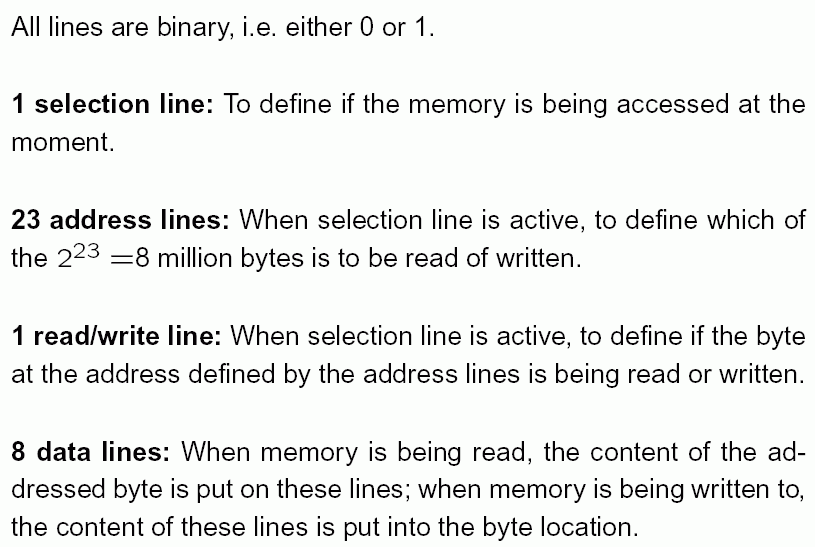 All lines are binary, i.e. either 0 or 1.
1 selection line: To define if the memory is being accessed at the
moment.
23 address lines: When selection line is active, to define which of
the 2²³ =8 million bytes is to be read of written.
1 read/write line: When selection line is active, to define if the byte
at the address defined by the address lines is being read or written.
8 data lines: When memory is being read, the content of the ad-
dressed byte is put on these lines; when memory is being written to,
the content of these lines is put into the byte location.